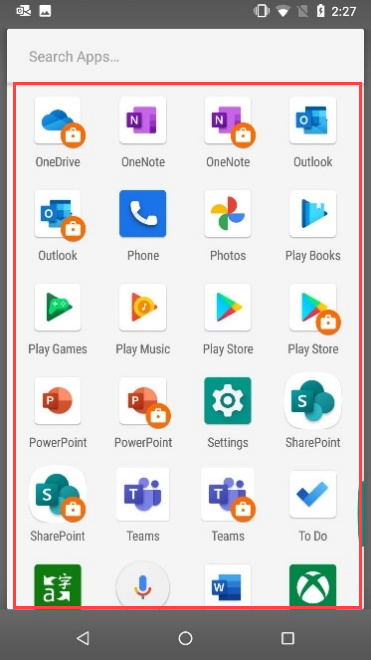 2:27
Search Apps…
OneDrive OneNote OneNote Outlook
Outlook Phone Photos Play Books
Play Games Play Music Play Store Play Store
PowerPoint PowerPoint Settings SharePoint
SharePoint Teams Teams To Do